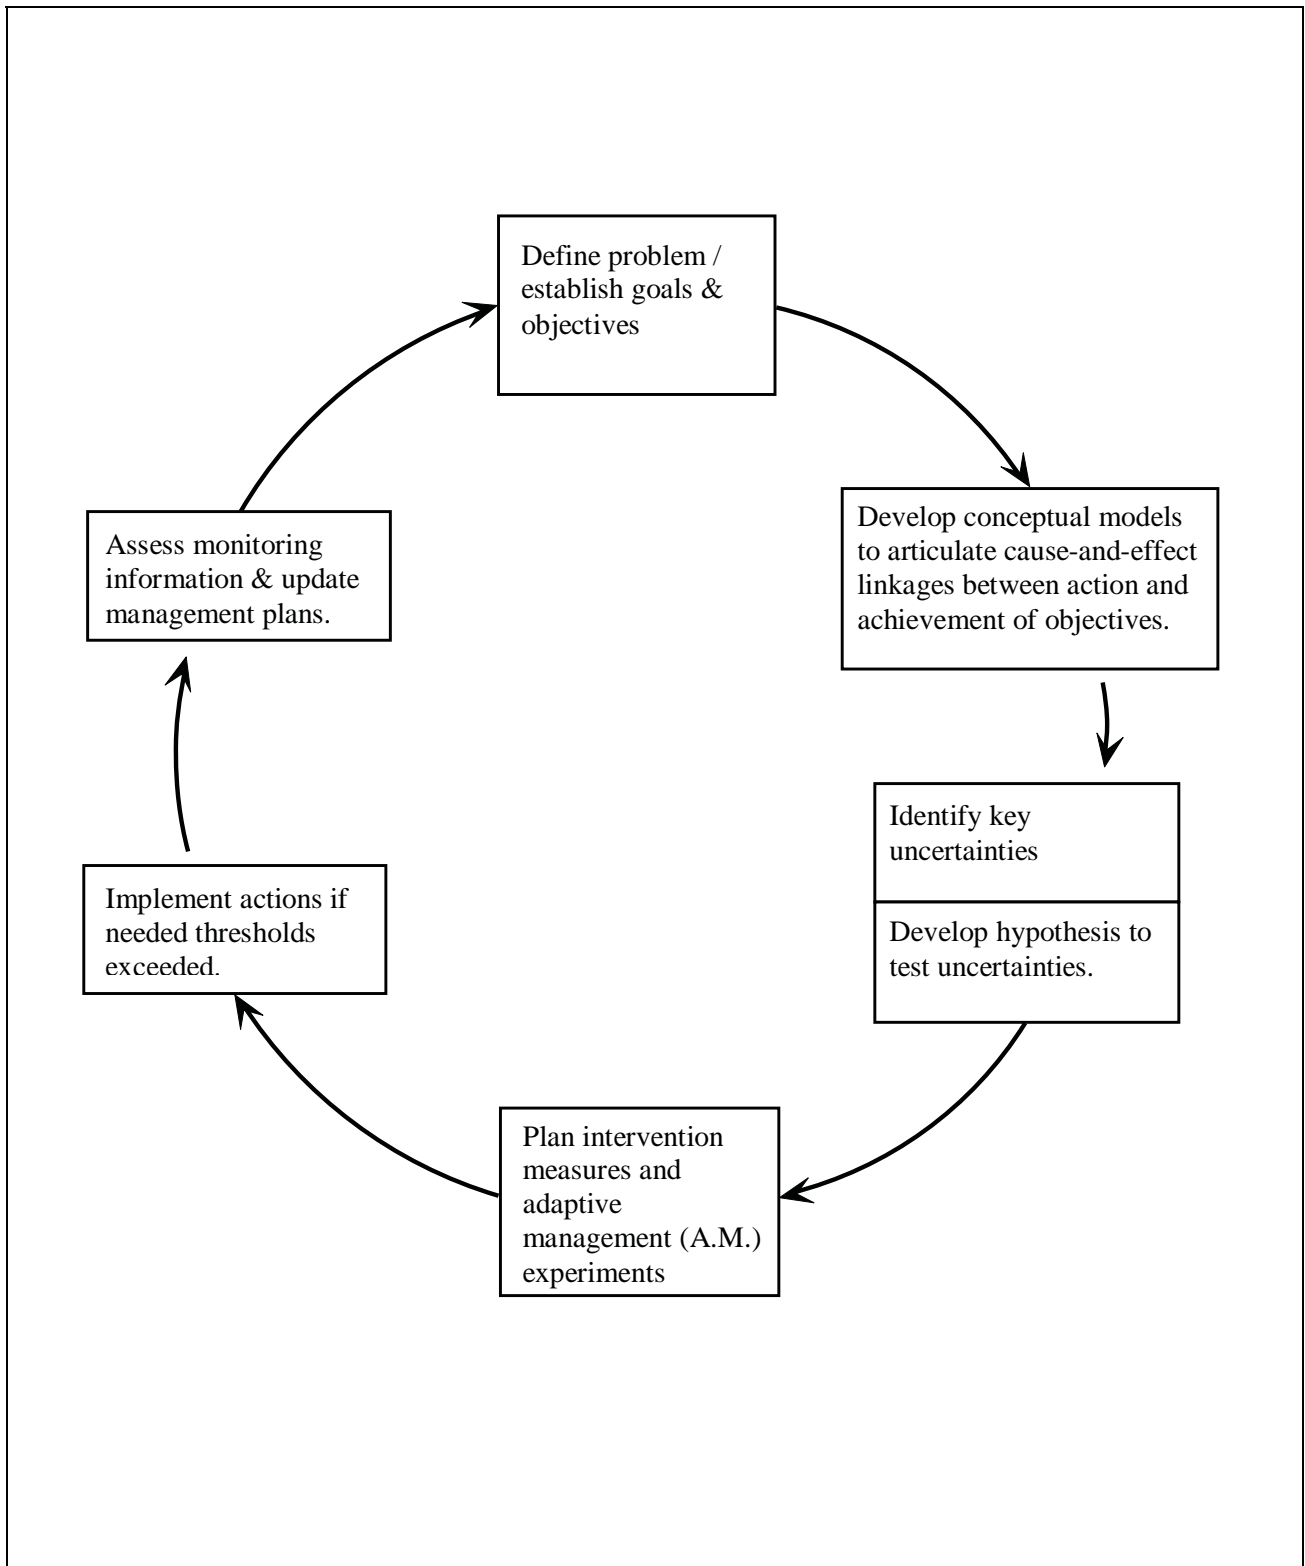 Define problem /
establish goals &
objectives
Develop conceptual models
to articulate cause-and-effect
linkages between action and
achievement of objectives.
Identify key
uncertainties
Develop hypothesis to
test uncertainties.
Plan intervention
measures and
adaptive
management (A.M.)
experiments
Implement actions if
needed thresholds
exceeded.
Assess monitoring
information & update
management plans.